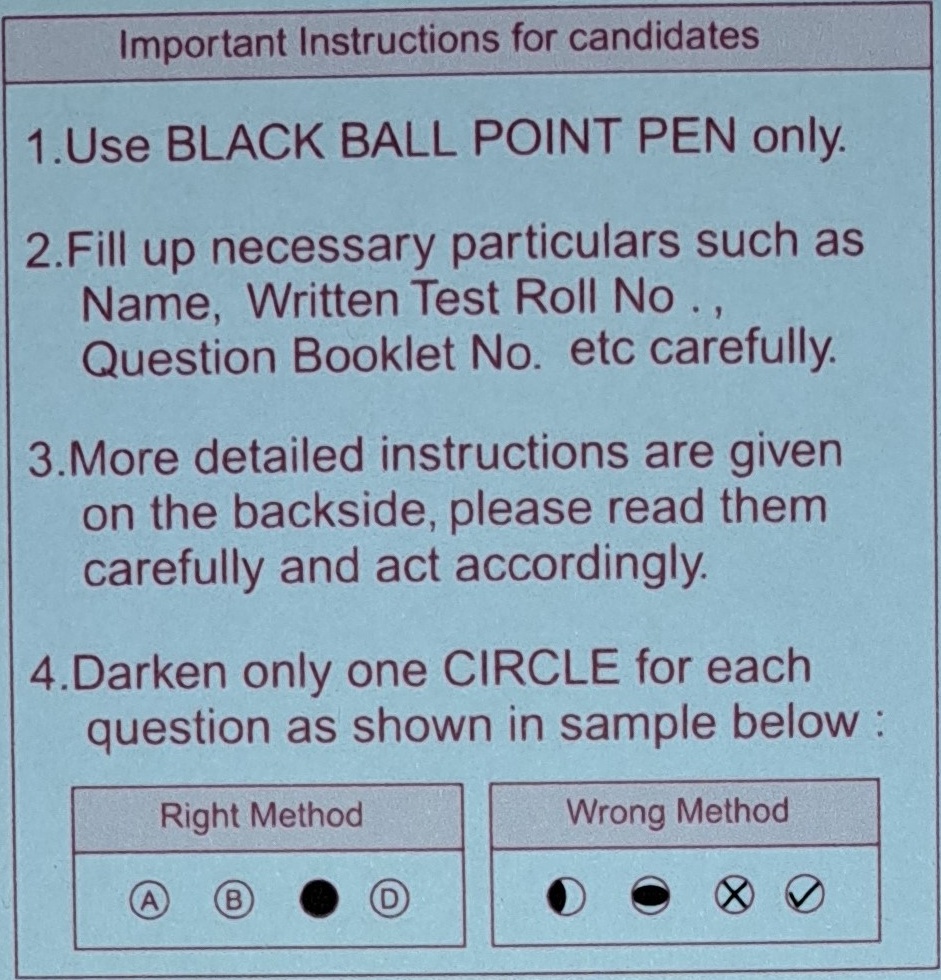 Important Instructions for candidates
1.Use BLACK BALL POINT PEN only.
2.Fill up necessary particulars such as
Name, Written Test Roll No . ,
Question Booklet No. etc carefully.
3.More detailed instructions are given
on the backside, please read them
carefully and act accordingly.
4.Darken only one CIRCLE for each
question as shown in sample below :
Right Method
A B D
Wrong Method